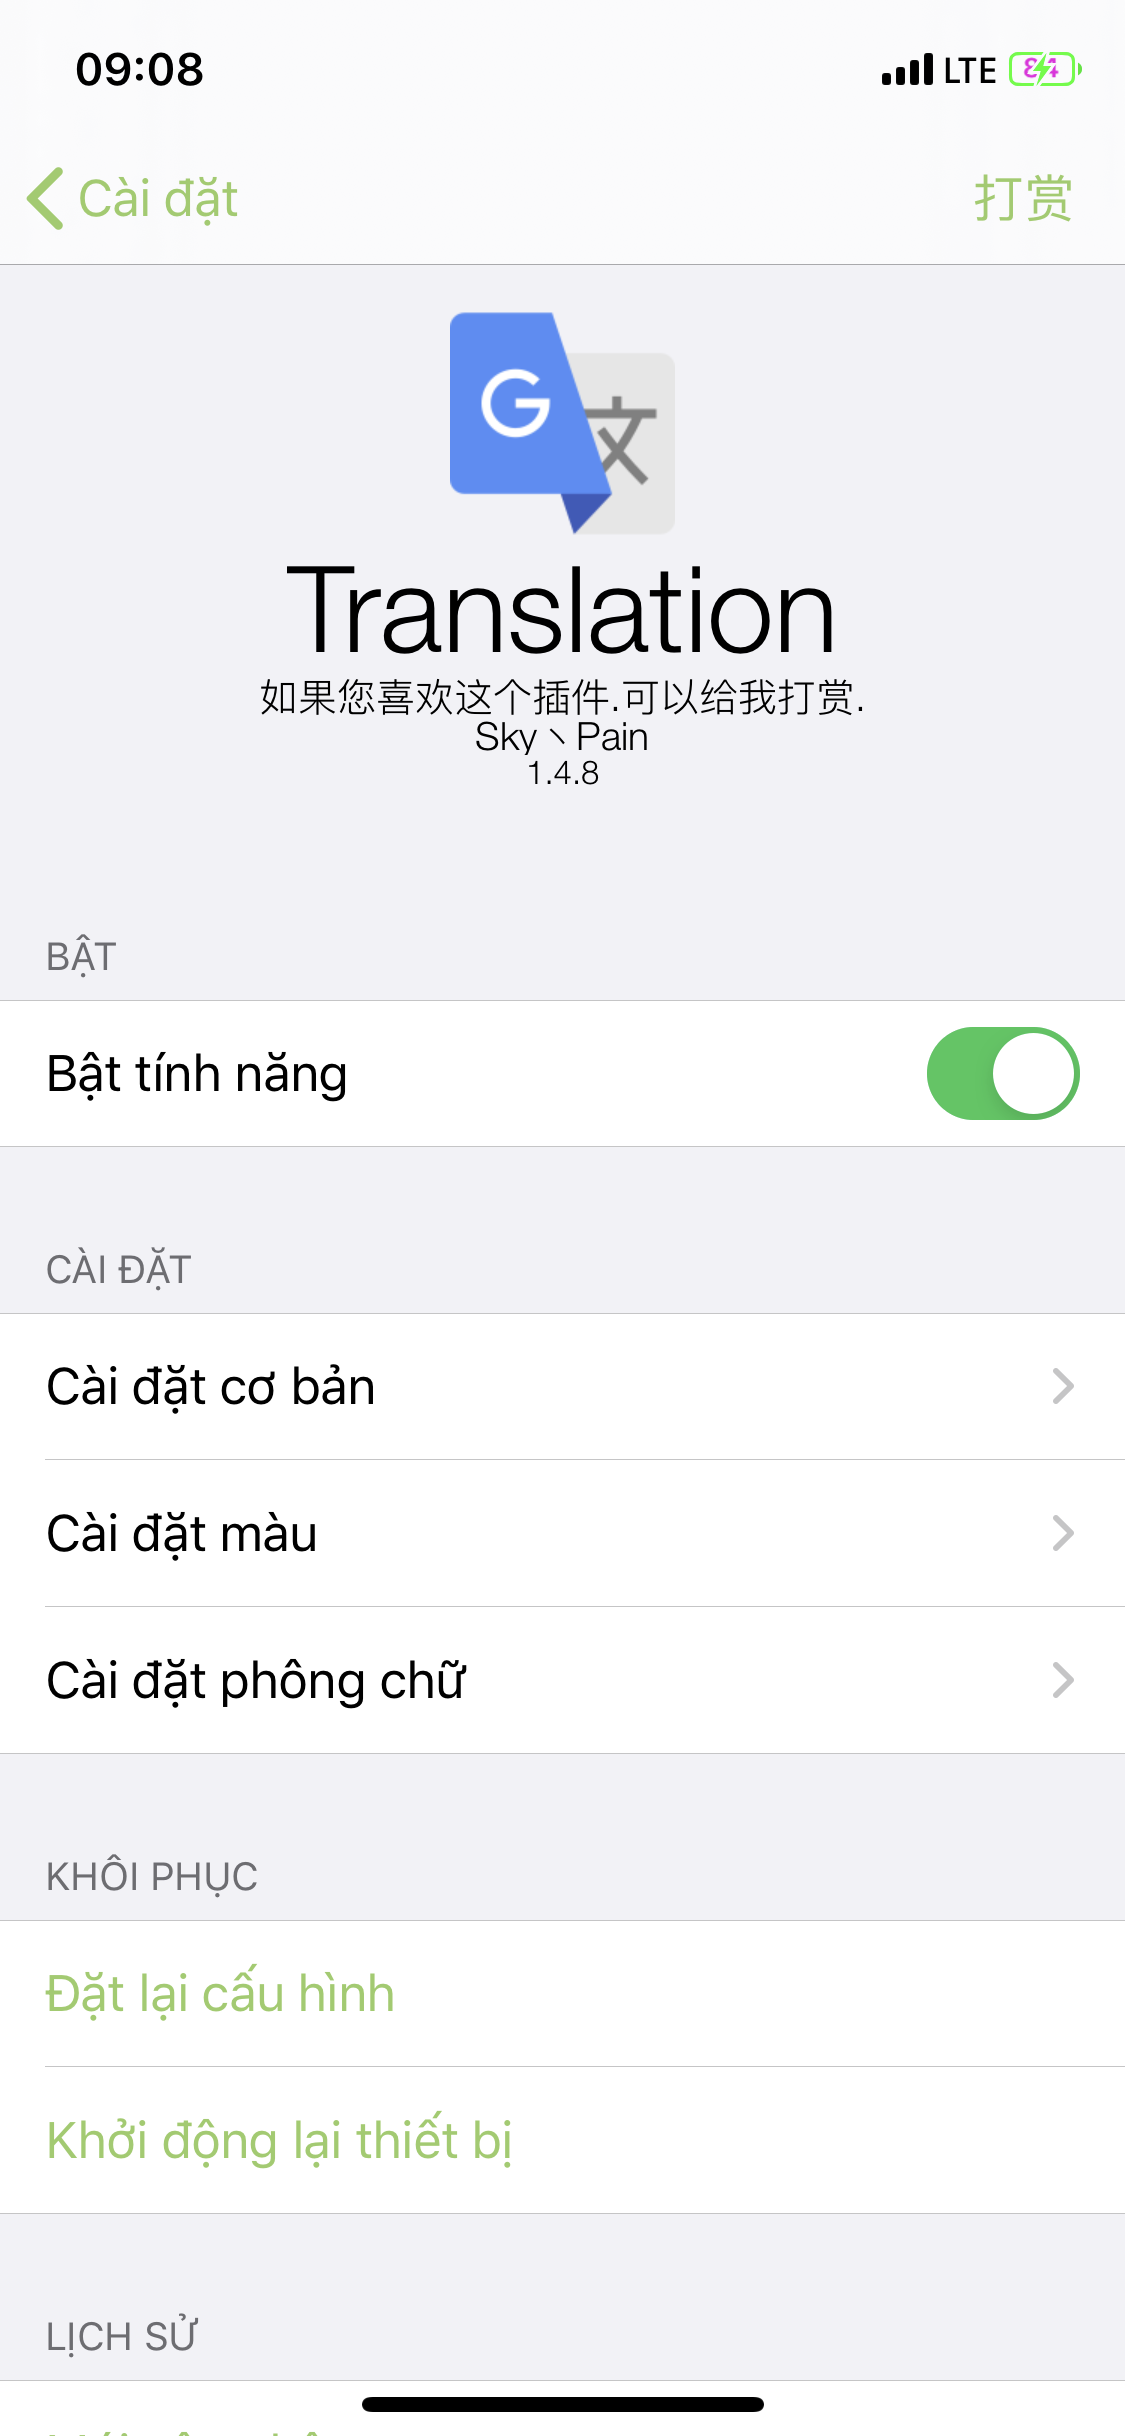 09:08
LTE 84
Cài đặt
打赏
G 文
Translation
如果您喜欢这个插件.可以给我打赏.
Sky丶Pain
1.4.8
BẬT
Bật tính năng
CÀI ĐẶT
Cài đặt cơ bản
Cài đặt màu
Cài đặt phông chữ
KHÔI PHỤC
Đặt lại cấu hình
Khởi động lại thiết bị
LỊCH SỬ